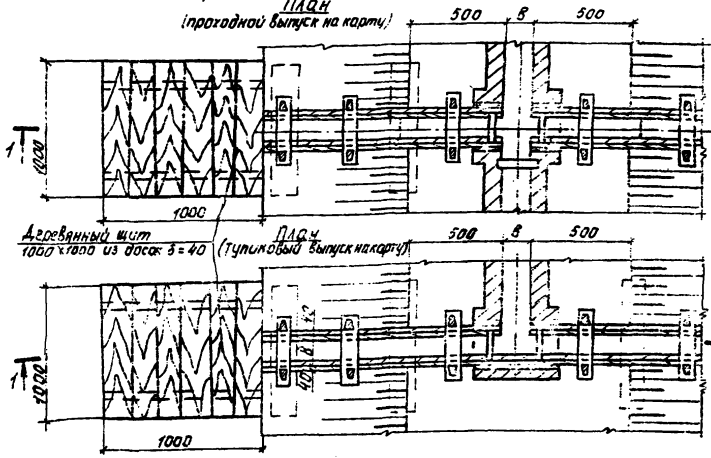 План
(проходной выпуск на карту)
500 В 500
1
1000
1000
Деревянный щит
1000×1000 из досок δ=40
План
(тупиковый выпуск на карту)
500 В 500
1
1000
40 В
1000